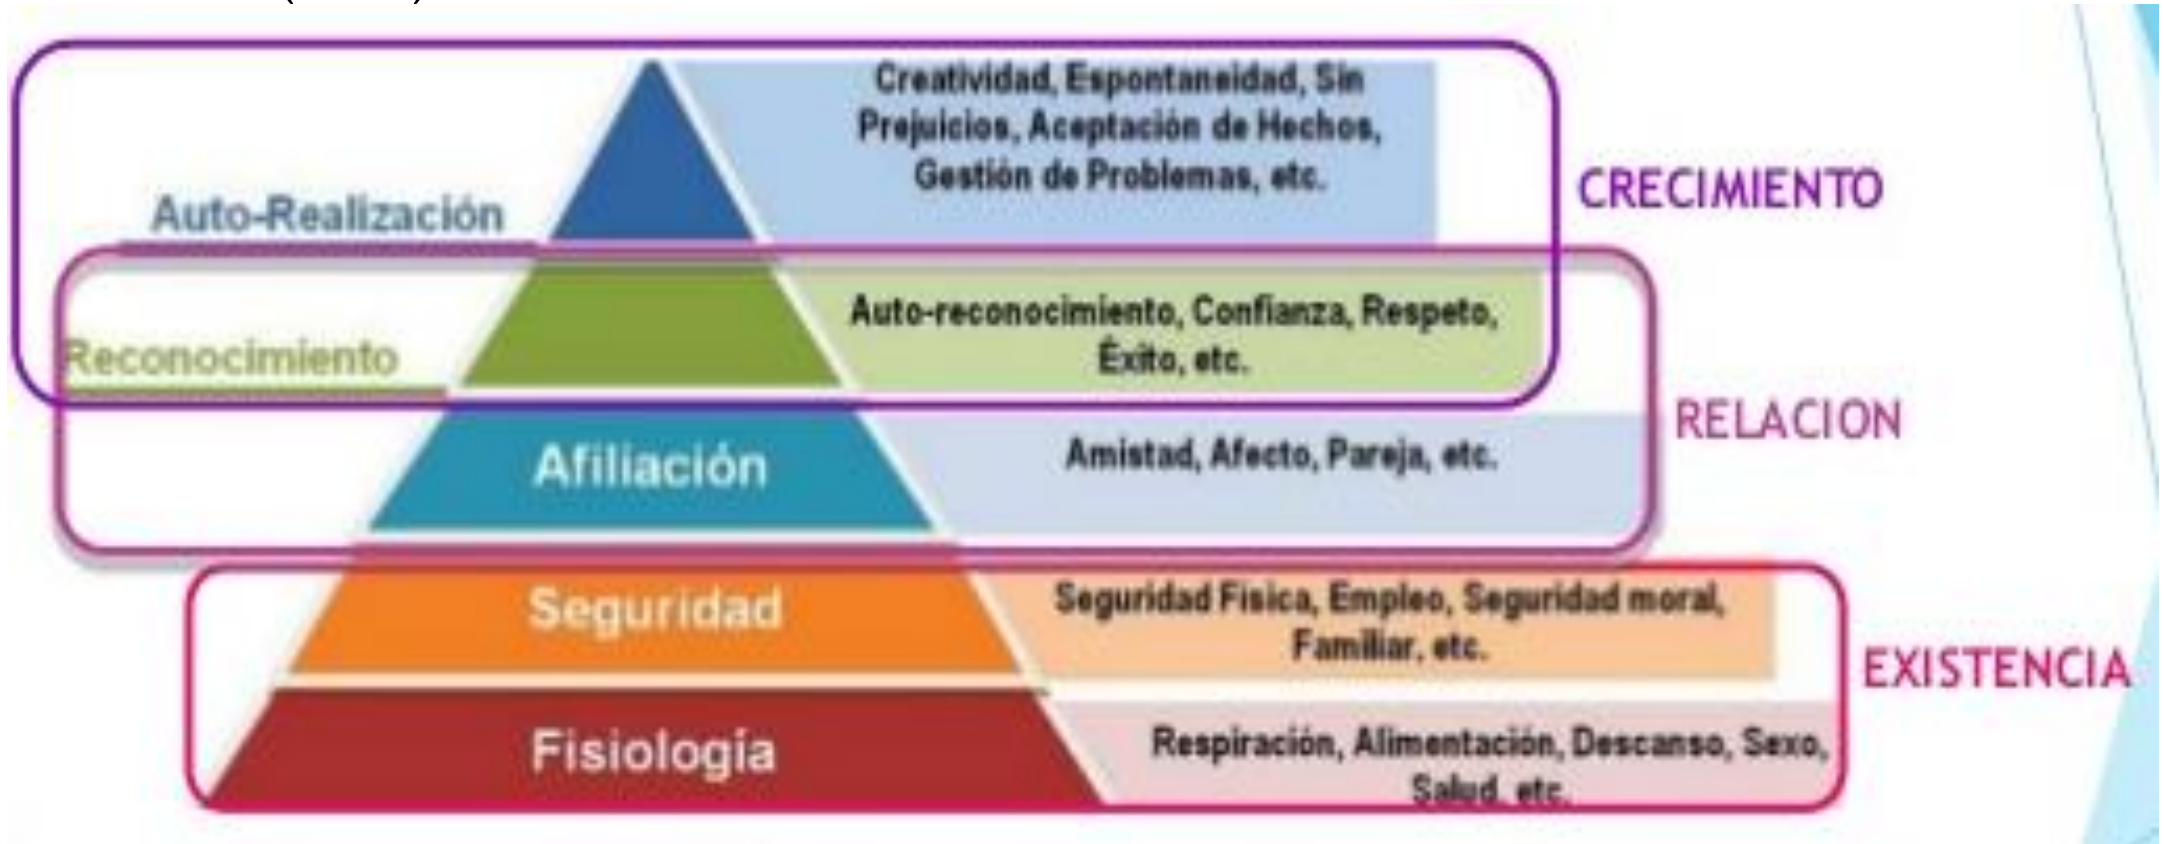 Creatividad, Espontaneidad, Sin
Prejuicios, Aceptación de Hechos,
Gestión de Problemas, etc.
CRECIMIENTO
Auto-Realización
Auto-reconocimiento, Confianza, Respeto,
Éxito, etc.
Reconocimiento
RELACION
Afiliación
Amistad, Afecto, Pareja, etc.
Seguridad
Seguridad Física, Empleo, Seguridad moral,
Familiar, etc.
EXISTENCIA
Fisiología
Respiración, Alimentación, Descanso, Sexo,
Salud, etc.